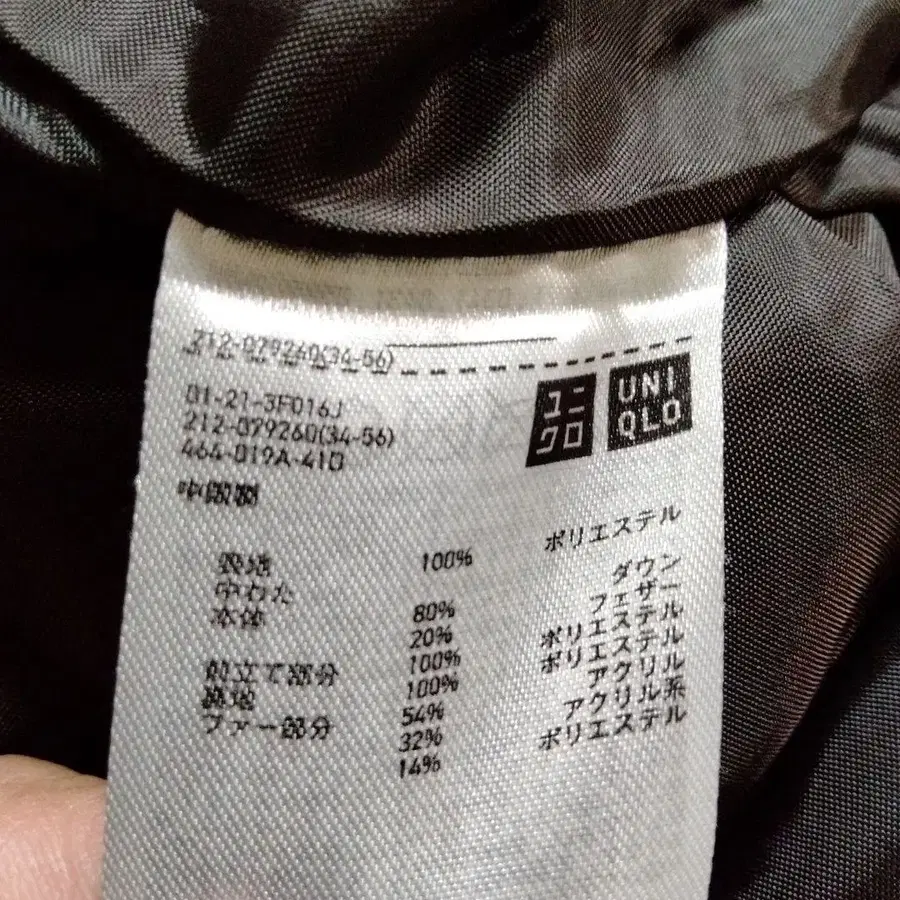 212-079260(34-56)
01-21-3F016J
212-079260(34-56)
464-019A-41D
ユニ
クロ
UNI
QLO
中国製
表地 100% ポリエステル
中わた
本体 80% ダウン
20% フェザー
前立て部分 100% ポリエステル
裏地 100% ポリエステル
ファー部分 54% アクリル
32% アクリル系
14% ポリエステル